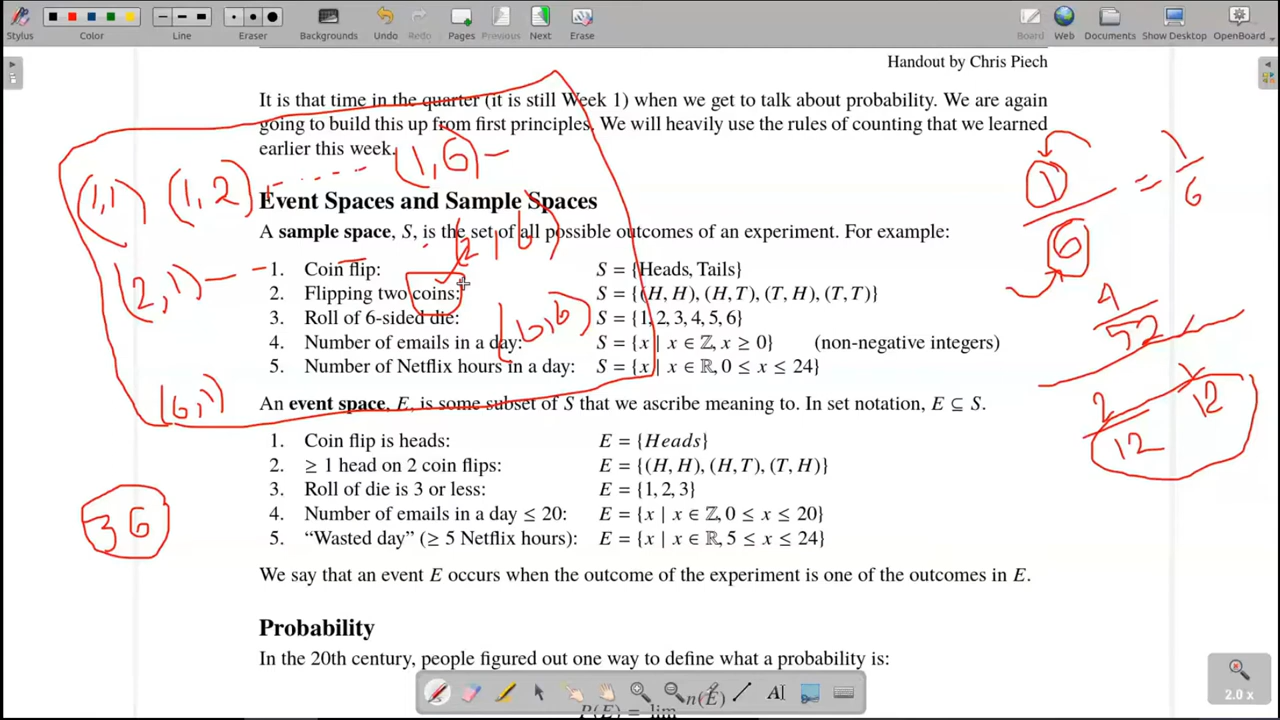 Stylus Color Line Eraser Backgrounds Undo Redo Pages Previous Next Erase Board Web Documents Show Desktop OpenBoard
Handout by Chris Piech
It is that time in the quarter (it is still Week 1) when we get to talk about probability. We are again
going to build this up from first principles. We will heavily use the rules of counting that we learned
earlier this week.
(1,1) (1,2) (1,6)
1
6
= 1/6
Event Spaces and Sample Spaces
A sample space, S, is the set of all possible outcomes of an experiment. For example:
(2,1) (2,6)
1. Coin flip: S = {Heads, Tails}
2. Flipping two coins: S = {(H, H), (H, T), (T, H), (T, T)}
3. Roll of 6-sided die: S = {1, 2, 3, 4, 5, 6}
4. Number of emails in a day: S = {x | x ∈ ℤ, x ≥ 0} (non-negative integers)
5. Number of Netflix hours in a day: S = {x | x ∈ ℝ, 0 ≤ x ≤ 24}
(6,6)
4
52
(6,1)
2
12
12
An event space, E, is some subset of S that we ascribe meaning to. In set notation, E ⊆ S.
1. Coin flip is heads: E = {Heads}
2. ≥ 1 head on 2 coin flips: E = {(H, H), (H, T), (T, H)}
3. Roll of die is 3 or less: E = {1, 2, 3}
4. Number of emails in a day ≤ 20: E = {x | x ∈ ℤ, 0 ≤ x ≤ 20}
5. “Wasted day” (≥ 5 Netflix hours): E = {x | x ∈ ℝ, 5 ≤ x ≤ 24}
36
We say that an event E occurs when the outcome of the experiment is one of the outcomes in E.
Probability
In the 20th century, people figured out one way to define what a probability is:
n(E)
P(E) = lim
2.0 x